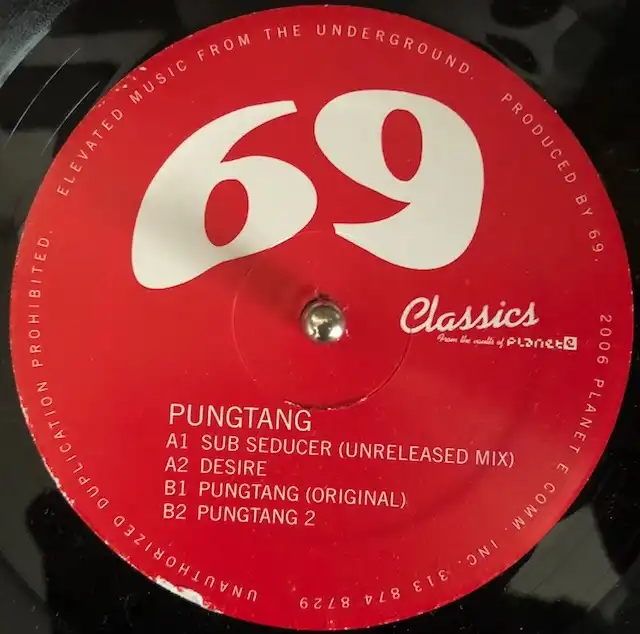 ELEVATED MUSIC FROM THE UNDERGROUND.
PRODUCED BY 69.
69
Classics
From the vaults of PLANET E
PUNGTANG
A1 SUB SEDUCER (UNRELEASED MIX)
A2 DESIRE
B1 PUNGTANG (ORIGINAL)
B2 PUNGTANG 2
2006 PLANET E COMM. INC. 313 874 8729
UNAUTHORIZED DUPLICATION PROHIBITED.